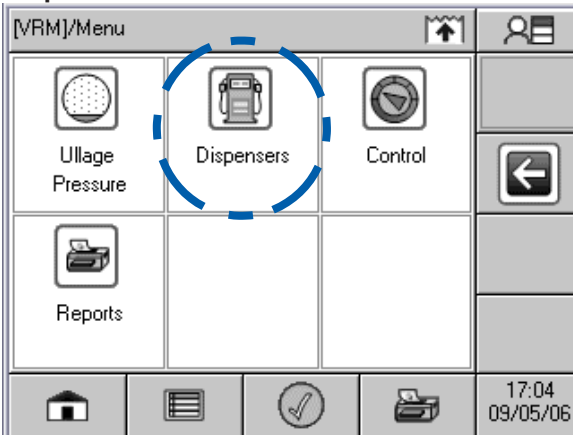 [VRM]/Menu
Ullage
Pressure
Dispensers
Control
Reports
17:04
09/05/06